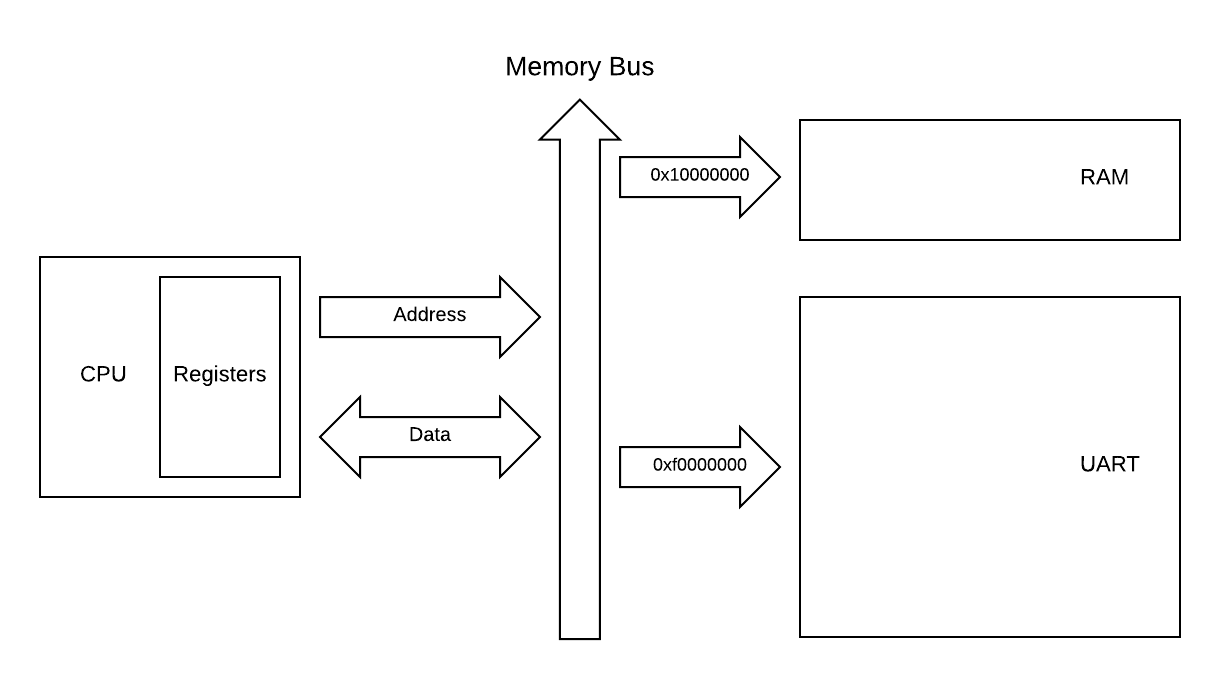 Memory Bus
0x10000000
RAM
Address
CPU
Registers
Data
0xf0000000
UART